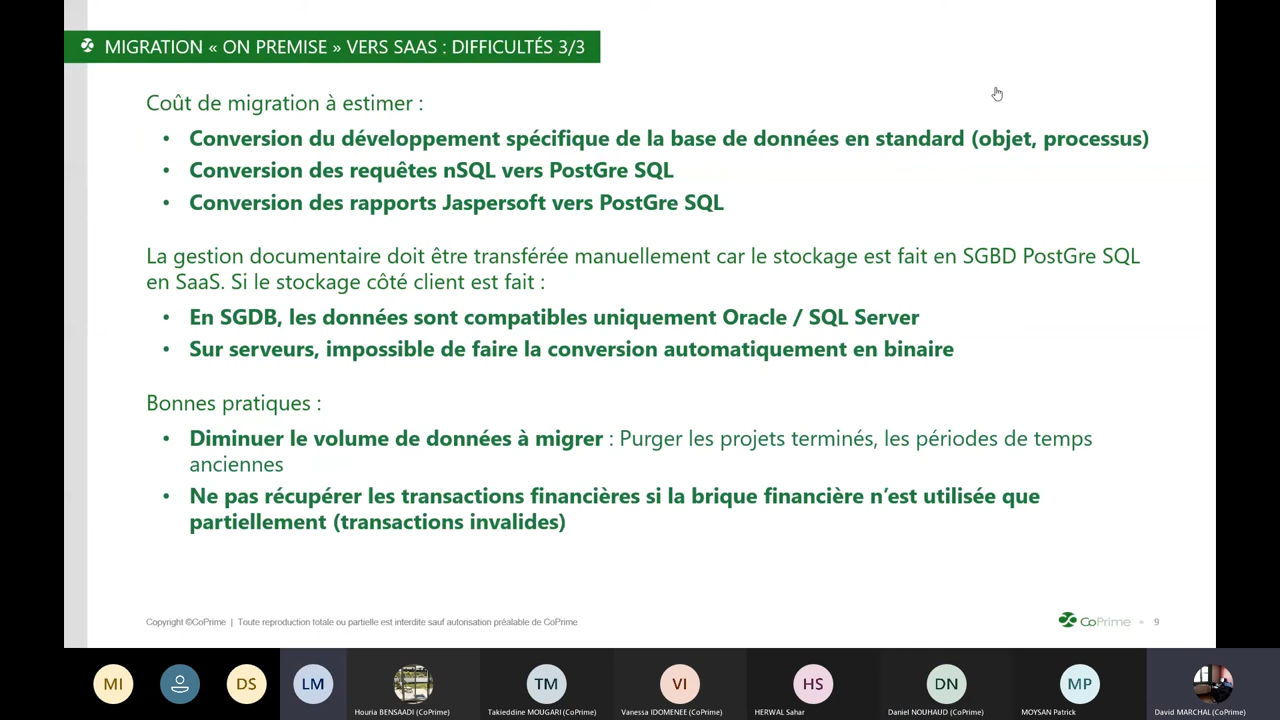 MIGRATION « ON PREMISE » VERS SAAS : DIFFICULTÉS 3/3
Coût de migration à estimer :
• Conversion du développement spécifique de la base de données en standard (objet, processus)
• Conversion des requêtes nSQL vers PostGre SQL
• Conversion des rapports Jaspersoft vers PostGre SQL
La gestion documentaire doit être transférée manuellement car le stockage est fait en SGBD PostGre SQL
en SaaS. Si le stockage côté client est fait :
• En SGDB, les données sont compatibles uniquement Oracle / SQL Server
• Sur serveurs, impossible de faire la conversion automatiquement en binaire
Bonnes pratiques :
• Diminuer le volume de données à migrer : Purger les projets terminés, les périodes de temps
anciennes
• Ne pas récupérer les transactions financières si la brique financière n’est utilisée que
partiellement (transactions invalides)
Copyright ©CoPrime | Toute reproduction totale ou partielle est interdite sauf autorisation préalable de CoPrime
CoPrime
9
MI
DS
LM
TM
VI
HS
DN
MP
Houria BENSAADI (CoPrime)
Takieddine MOUGARI (CoPrime)
Vanessa IDOMENEE (CoPrime)
HERWAL Sahar
Daniel NOUHAUD (CoPrime)
MOYSAN Patrick
David MARCHAL (CoPrime)